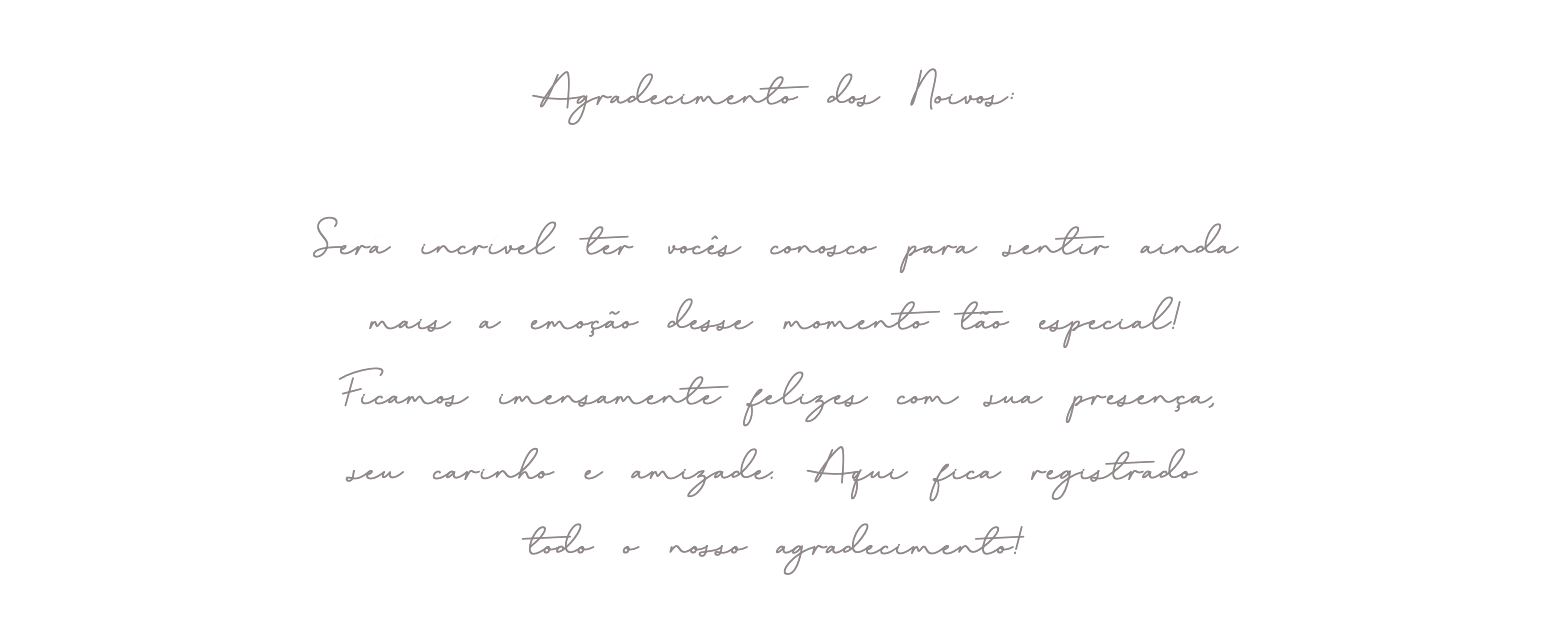 Agradecimento dos Noivos:
Sera incrivel ter vocês conosco para sentir ainda
mais a emoção desse momento tão especial!
Ficamos imensamente felizes com sua presença,
seu carinho e amizade. Aqui fica registrado
todo o nosso agradecimento!